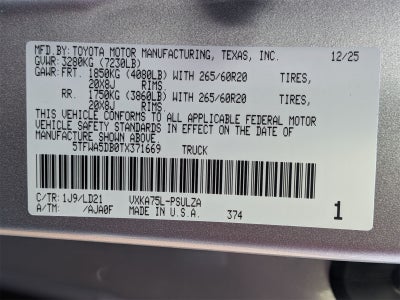 MFD.BY: TOYOTA MOTOR MANUFACTURING, TEXAS, INC. 12/25
GVWR: 3280KG (7230LB)
GAWR: FRT. 1850KG (4080LB) WITH 265/60R20 TIRES,
20X8J RIMS.
RR. 1750KG (3860LB) WITH 265/60R20 TIRES,
20X8J RIMS.
THIS VEHICLE CONFORMS TO ALL APPLICABLE FEDERAL MOTOR
VEHICLE SAFETY STANDARDS IN EFFECT ON THE DATE OF
MANUFACTURE SHOWN ABOVE.
5TFWA5DB0TX371669 TRUCK
C/TR: 1J9/LD21 VXKA75L-PSULZA
A/TM: /AJA0F MADE IN U.S.A. 374 1